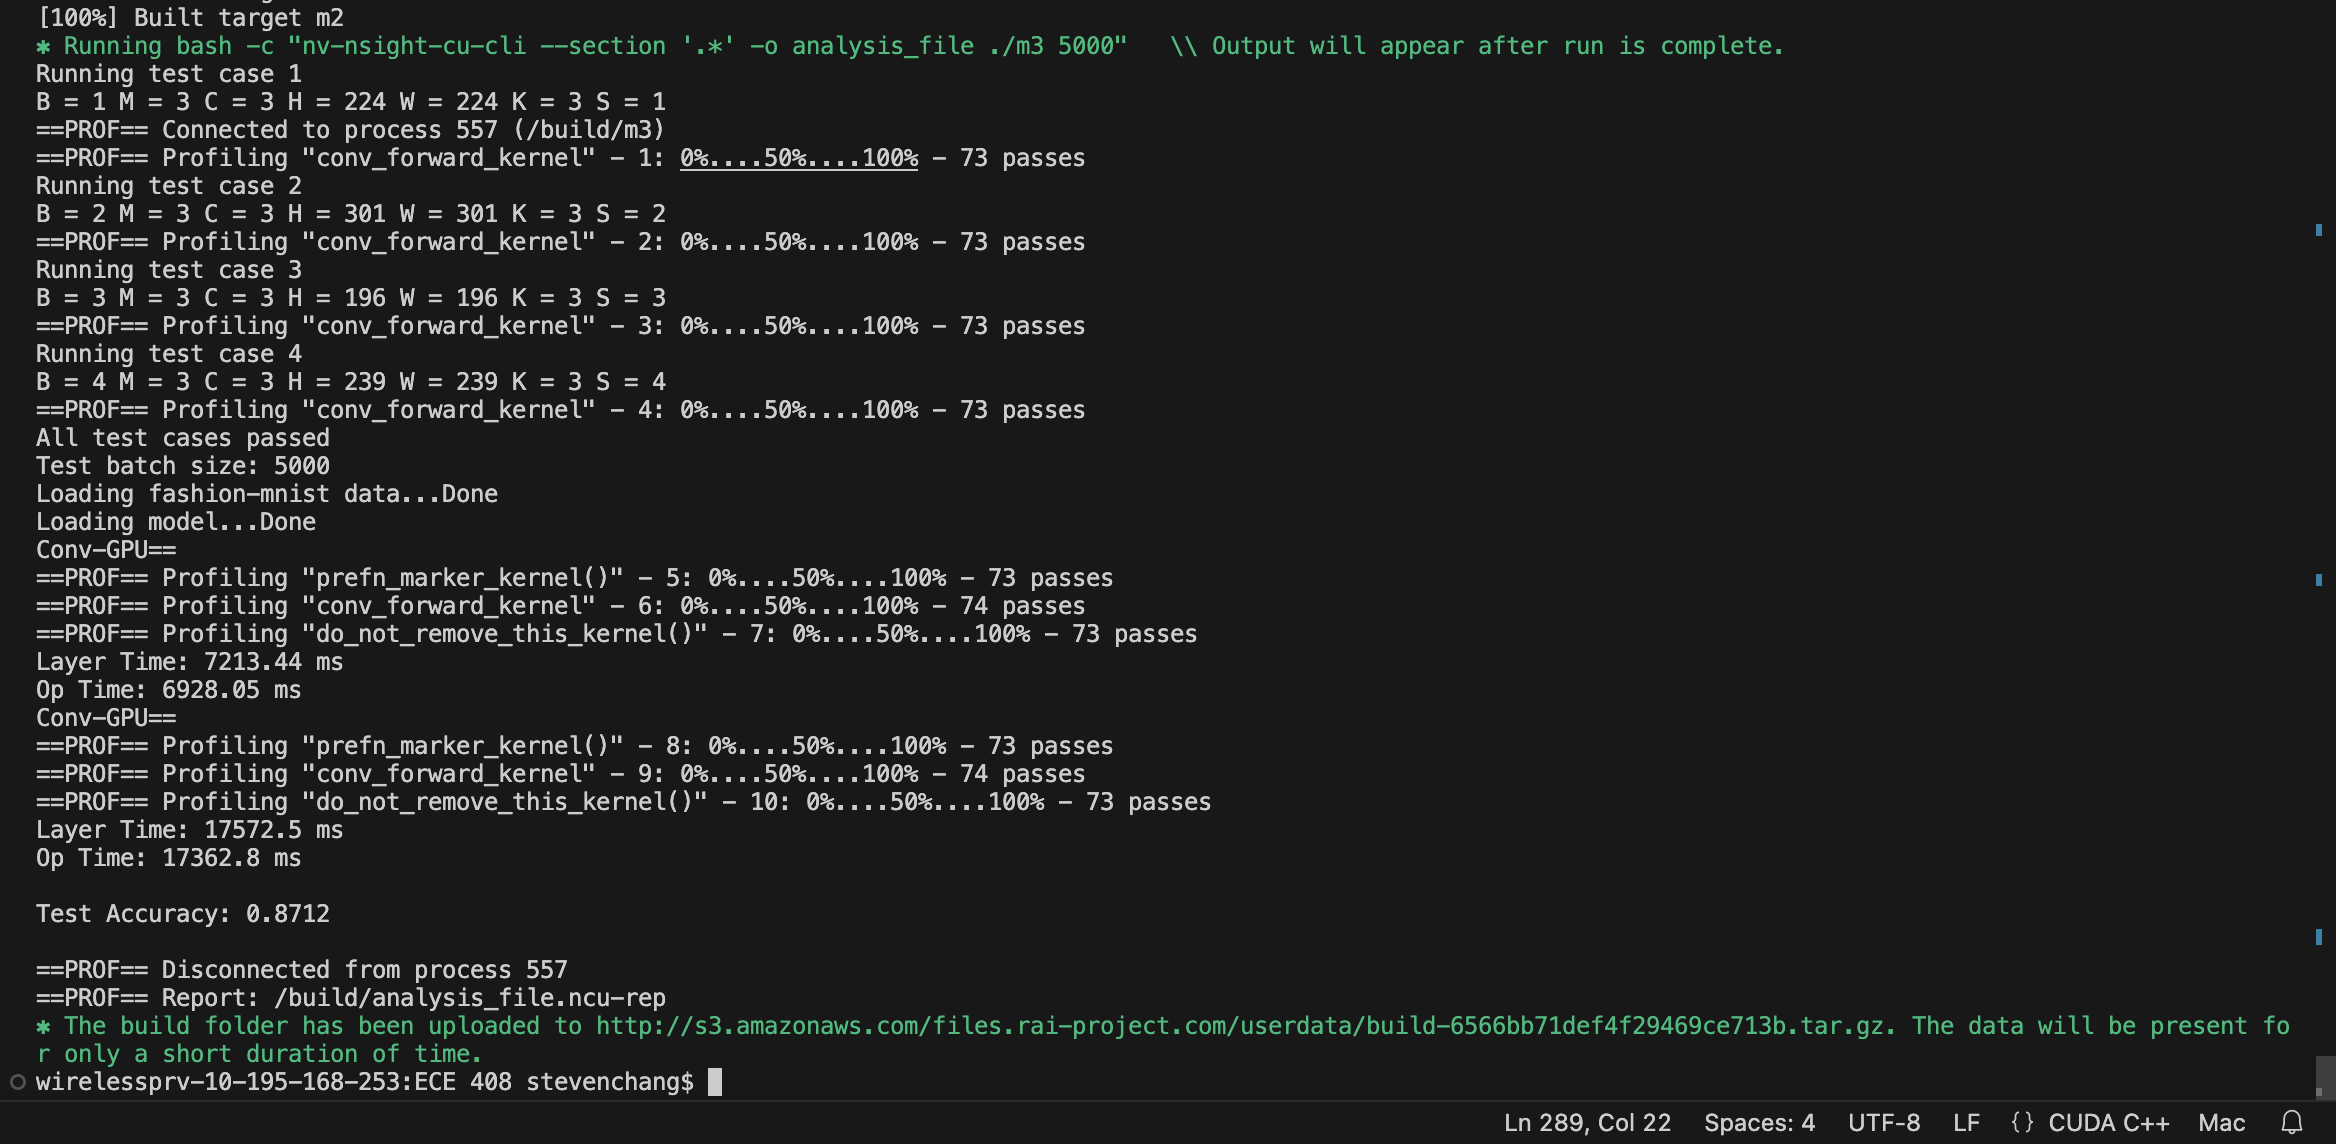 [100%] Built target m2
✱ Running bash -c "nv-nsight-cu-cli --section '.*' -o analysis_file ./m3 5000"   \\ Output will appear after run is complete.
Running test case 1
B = 1 M = 3 C = 3 H = 224 W = 224 K = 3 S = 1
==PROF== Connected to process 557 (/build/m3)
==PROF== Profiling "conv_forward_kernel" - 1: 0%....50%....100% - 73 passes
Running test case 2
B = 2 M = 3 C = 3 H = 301 W = 301 K = 3 S = 2
==PROF== Profiling "conv_forward_kernel" - 2: 0%....50%....100% - 73 passes
Running test case 3
B = 3 M = 3 C = 3 H = 196 W = 196 K = 3 S = 3
==PROF== Profiling "conv_forward_kernel" - 3: 0%....50%....100% - 73 passes
Running test case 4
B = 4 M = 3 C = 3 H = 239 W = 239 K = 3 S = 4
==PROF== Profiling "conv_forward_kernel" - 4: 0%....50%....100% - 73 passes
All test cases passed
Test batch size: 5000
Loading fashion-mnist data...Done
Loading model...Done
Conv-GPU==
==PROF== Profiling "prefn_marker_kernel()" - 5: 0%....50%....100% - 73 passes
==PROF== Profiling "conv_forward_kernel" - 6: 0%....50%....100% - 74 passes
==PROF== Profiling "do_not_remove_this_kernel()" - 7: 0%....50%....100% - 73 passes
Layer Time: 7213.44 ms
Op Time: 6928.05 ms
Conv-GPU==
==PROF== Profiling "prefn_marker_kernel()" - 8: 0%....50%....100% - 73 passes
==PROF== Profiling "conv_forward_kernel" - 9: 0%....50%....100% - 74 passes
==PROF== Profiling "do_not_remove_this_kernel()" - 10: 0%....50%....100% - 73 passes
Layer Time: 17572.5 ms
Op Time: 17362.8 ms
Test Accuracy: 0.8712
==PROF== Disconnected from process 557
==PROF== Report: /build/analysis_file.ncu-rep
✱ The build folder has been uploaded to http://s3.amazonaws.com/files.rai-project.com/userdata/build-6566bb71def4f29469ce713b.tar.gz. The data will be present fo
r only a short duration of time.
wirelessprv-10-195-168-253:ECE 408 stevenchang$
Ln 289, Col 22 Spaces: 4 UTF-8 LF {} CUDA C++ Mac